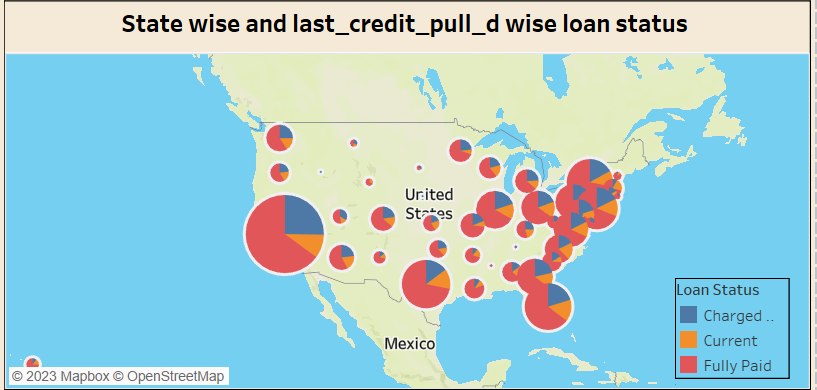 State wise and last_credit_pull_d wise loan status
United
States
Loan Status
Charged ..
Current
Fully Paid
Mexico
© 2023 Mapbox © OpenStreetMap